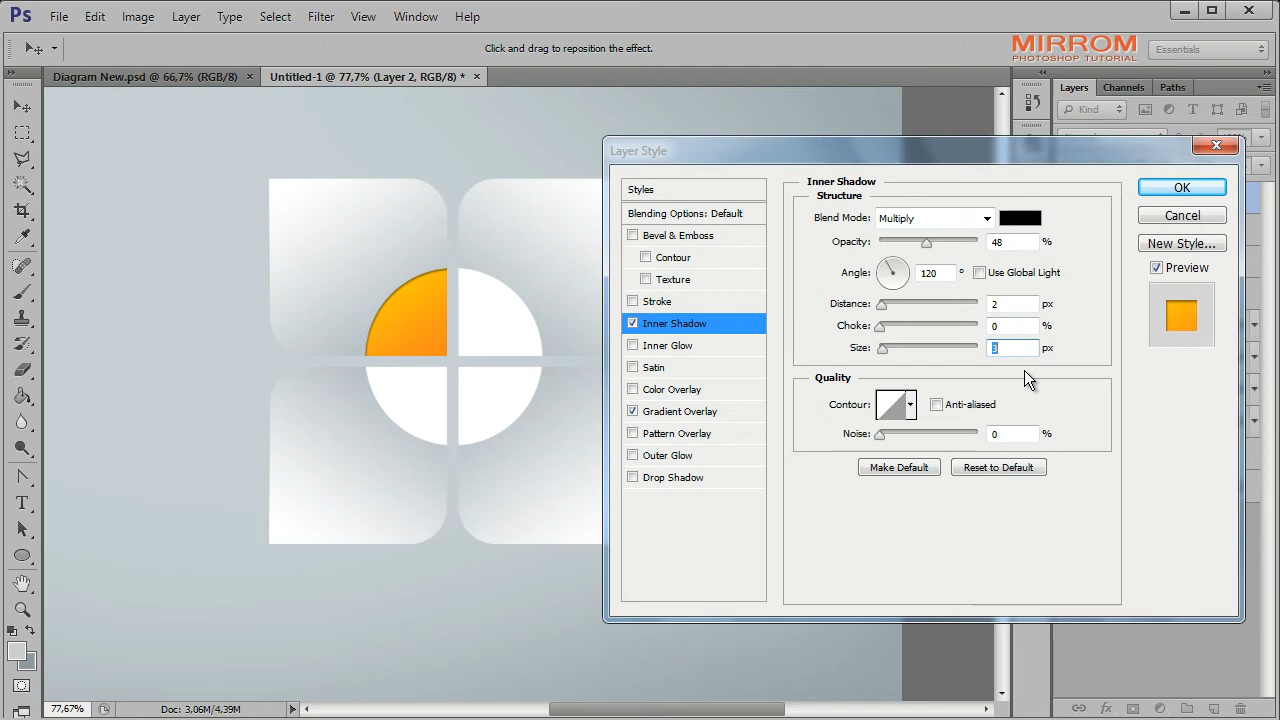 Ps File Edit Image Layer Type Select Filter View Window Help
Click and drag to reposition the effect.
MIRROM
PHOTOSHOP TUTORIAL
Essentials
Diagram New.psd @ 66,7% (RGB/8) × Untitled-1 @ 77,7% (Layer 2, RGB/8) * ×
Layers Channels Paths
Kind
Layer Style
Styles
Blending Options: Default
Bevel & Emboss
Contour
Texture
Stroke
Inner Shadow
Inner Glow
Satin
Color Overlay
Gradient Overlay
Pattern Overlay
Outer Glow
Drop Shadow
Inner Shadow
Structure
Blend Mode: Multiply
Opacity: 48 %
Angle: 120 ° Use Global Light
Distance: 2 px
Choke: 0 %
Size: 3 px
Quality
Contour: Anti-aliased
Noise: 0 %
Make Default Reset to Default
OK
Cancel
New Style...
Preview
77,67% Doc: 3,06M/4,39M